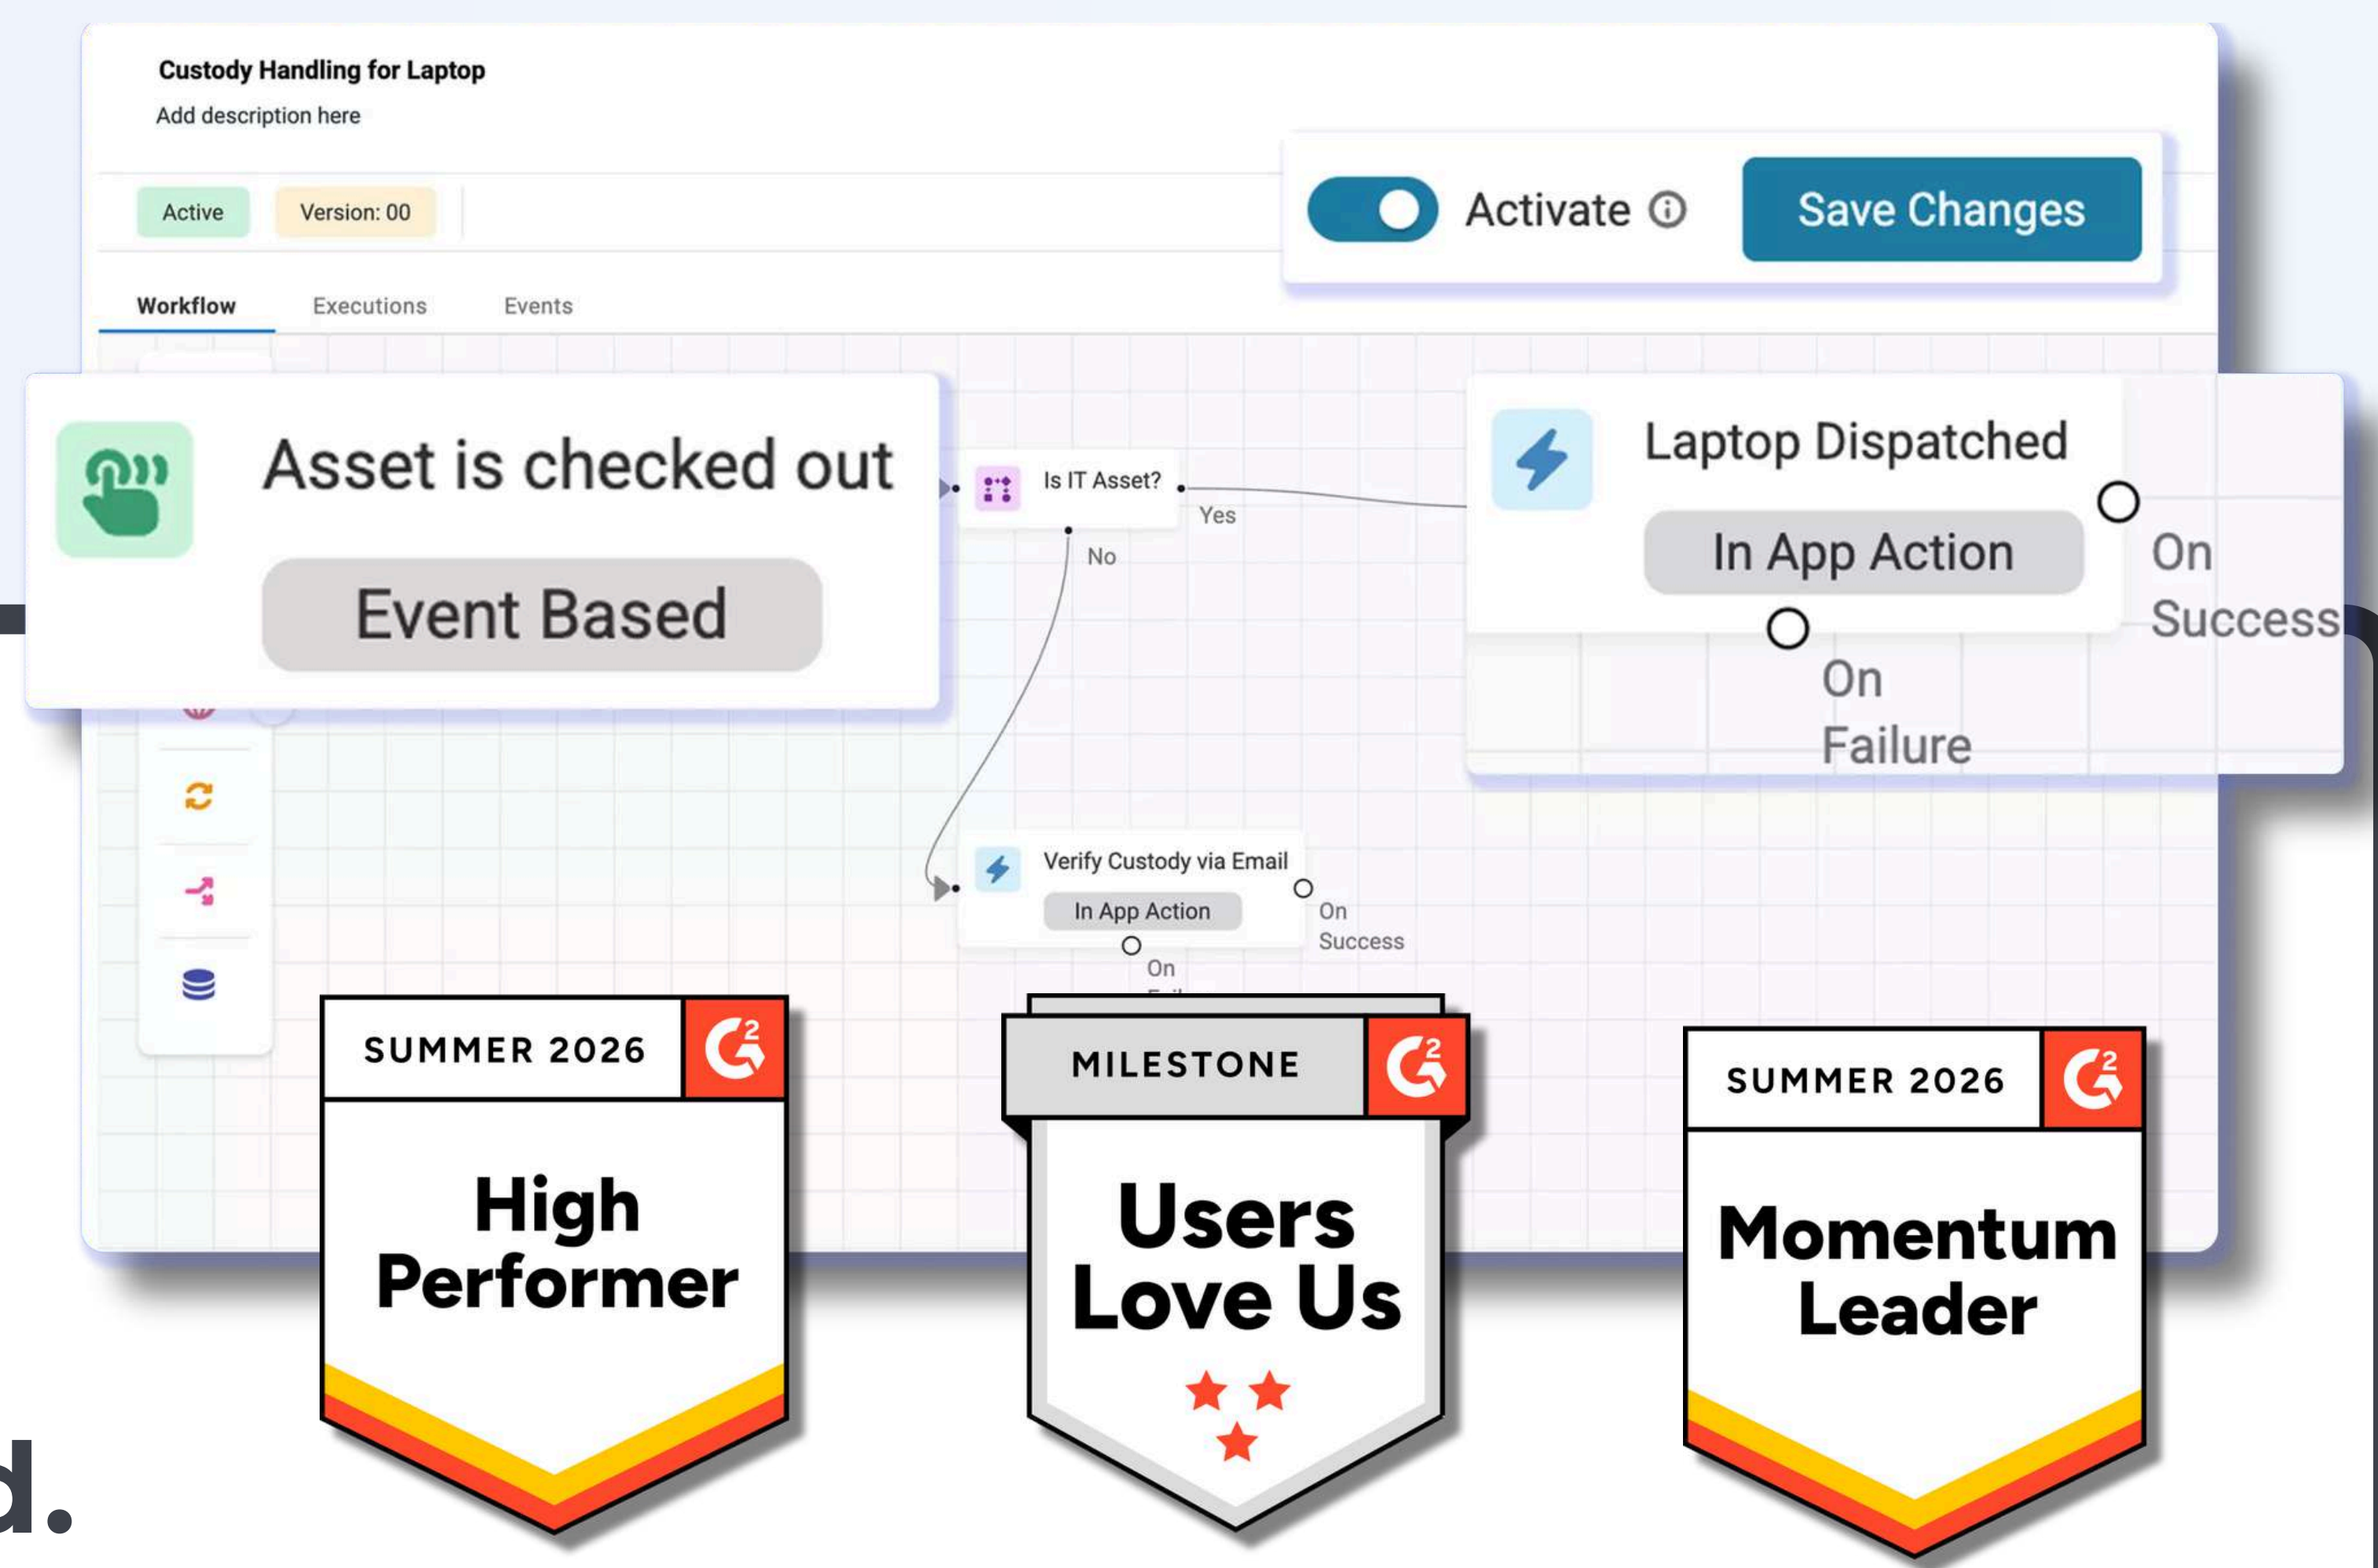 Custody Handling for Laptop
Add description here
Active
Version: 00
Activate
Save Changes
Workflow
Executions
Events
Asset is checked out
Event Based
Is IT Asset?
Yes
No
Laptop Dispatched
In App Action
On
Success
On
Failure
Verify Custody via Email
In App Action
On
Success
On
SUMMER 2026
G2
High
Performer
MILESTONE
G2
Users
Love Us
SUMMER 2026
G2
Momentum
Leader
d.